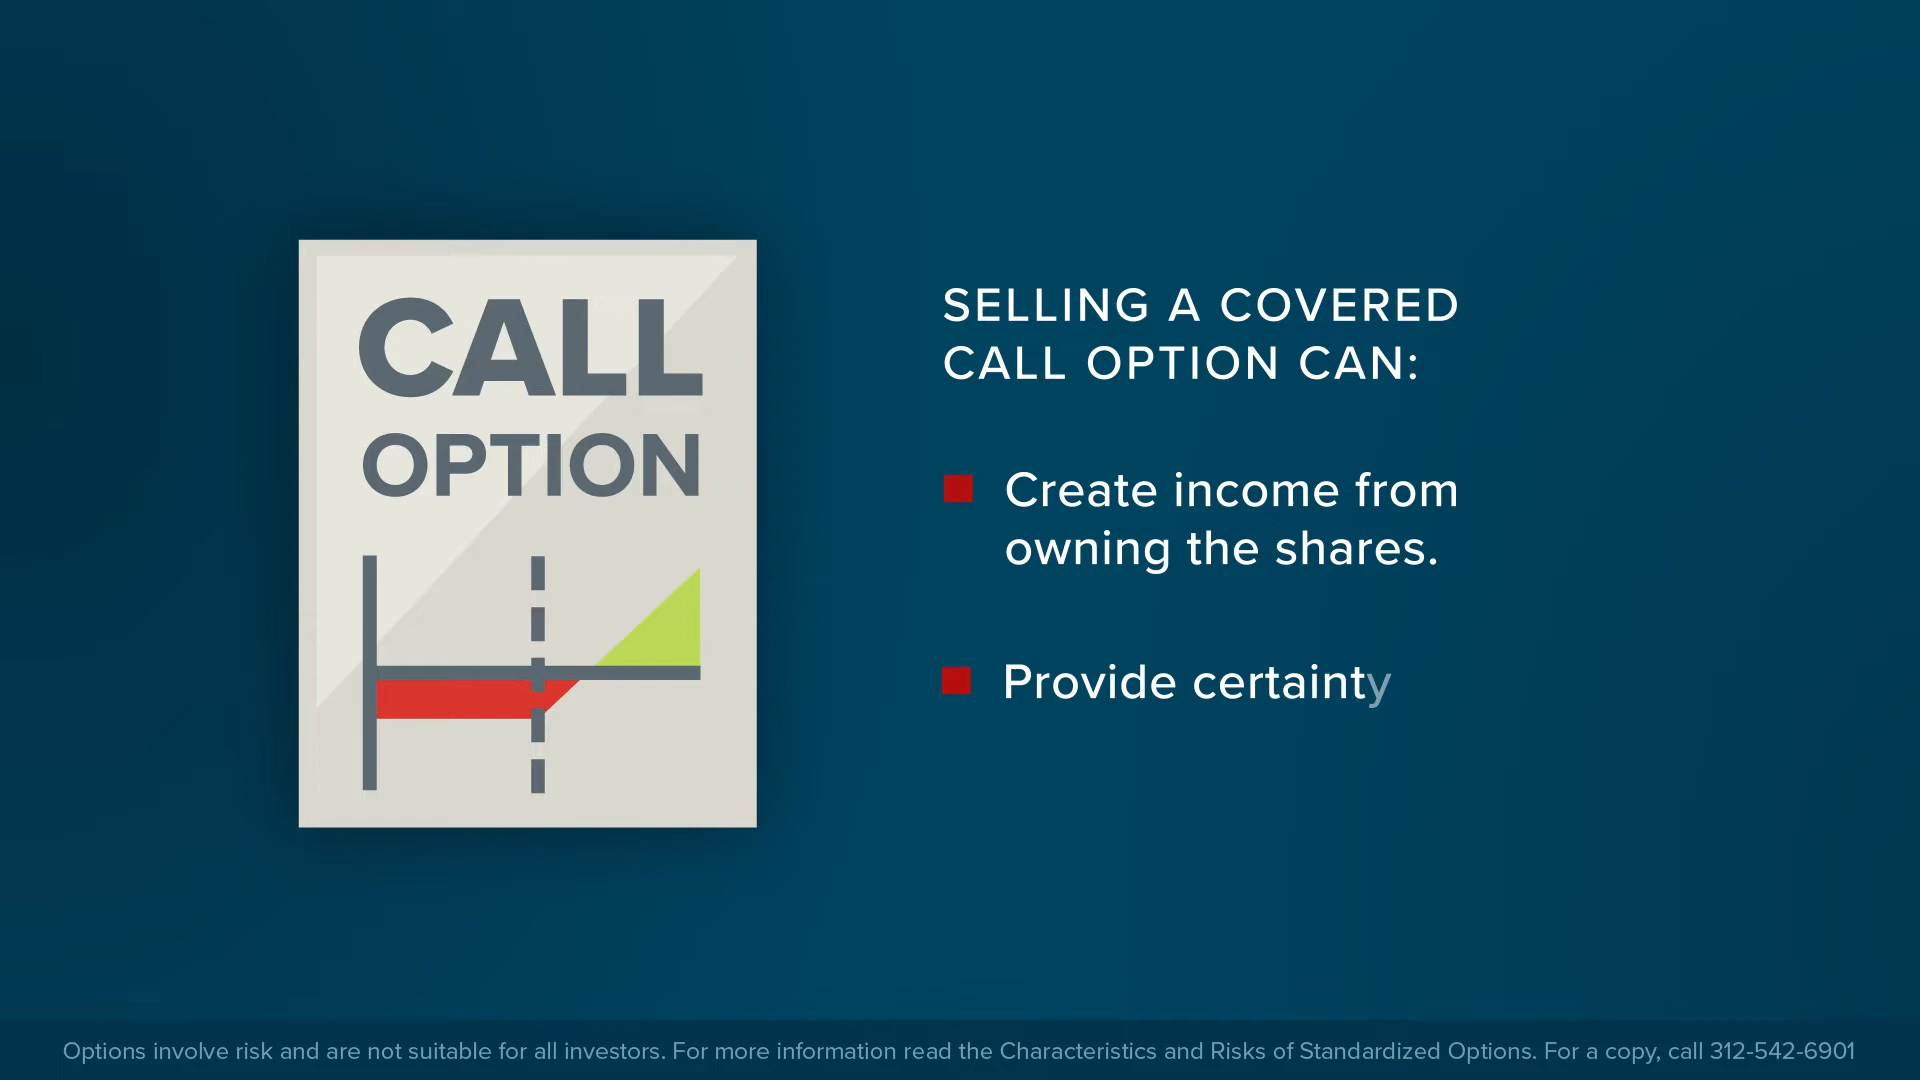 CALL
OPTION
SELLING A COVERED
CALL OPTION CAN:
Create income from
owning the shares.
Provide certainty
Options involve risk and are not suitable for all investors. For more information read the Characteristics and Risks of Standardized Options. For a copy, call 312-542-6901